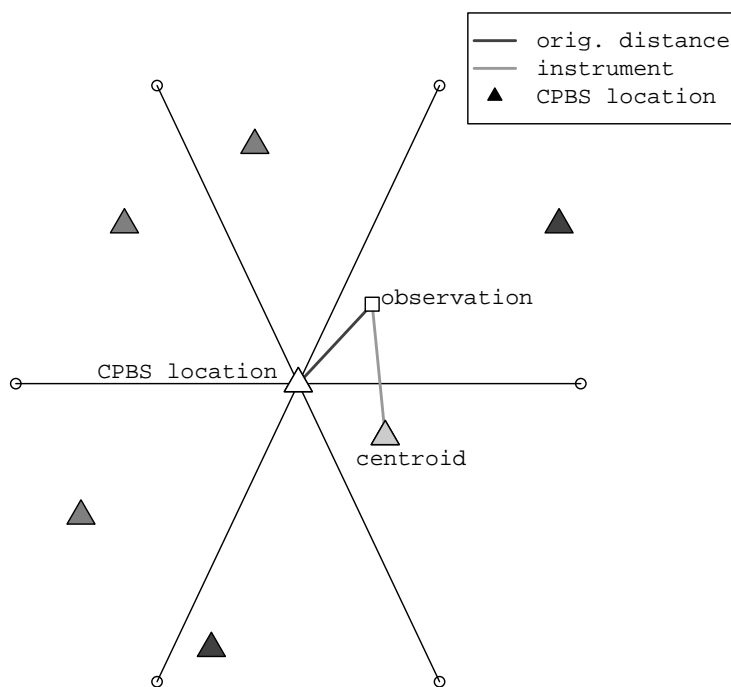 orig. distance
instrument
CPBS location
observation
CPBS location
centroid